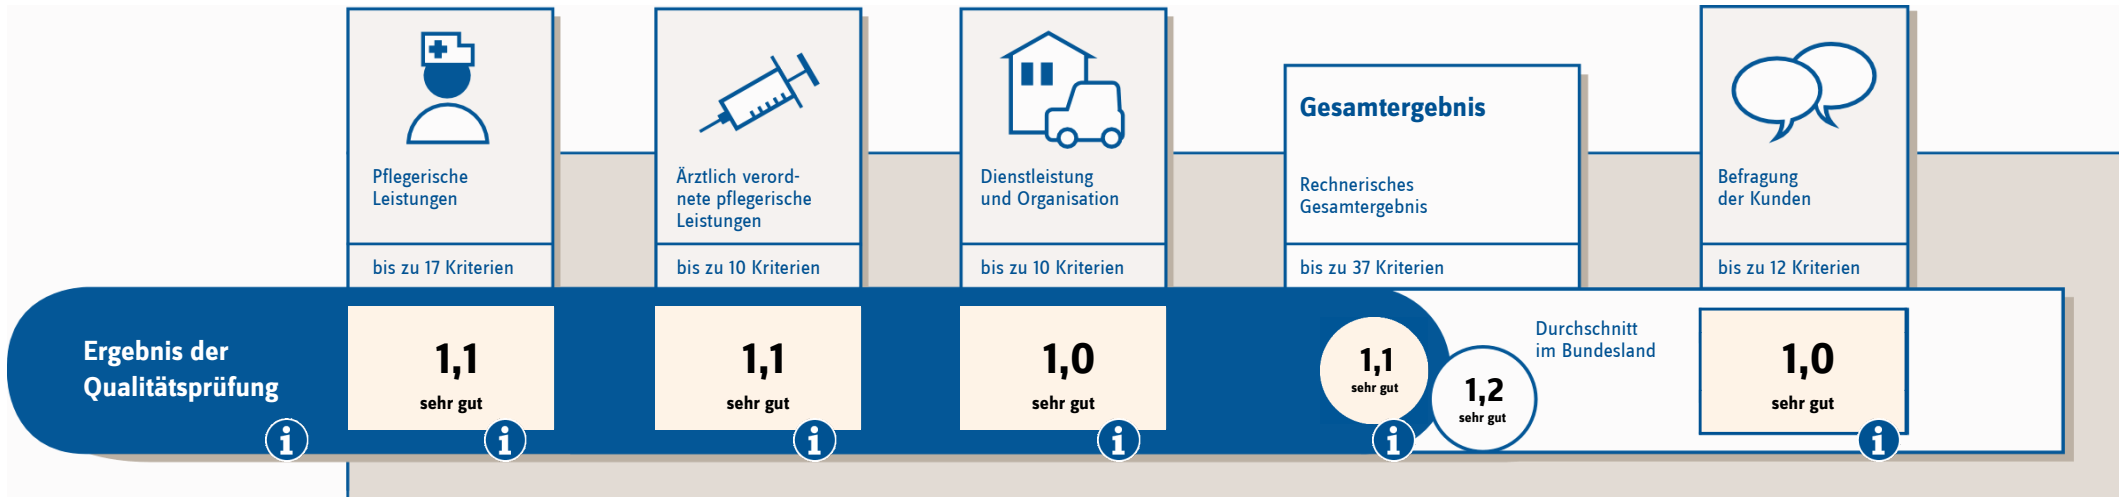 Pflegerische
Leistungen
bis zu 17 Kriterien
Ärztlich verord-
nete pflegerische
Leistungen
bis zu 10 Kriterien
Dienstleistung
und Organisation
bis zu 10 Kriterien
Gesamtergebnis
Rechnerisches
Gesamtergebnis
bis zu 37 Kriterien
Befragung
der Kunden
bis zu 12 Kriterien
Ergebnis der
Qualitätsprüfung
i
1,1
sehr gut
i
1,1
sehr gut
i
1,0
sehr gut
i
1,1
sehr gut
i
1,2
sehr gut
Durchschnitt
im Bundesland
1,0
sehr gut
i